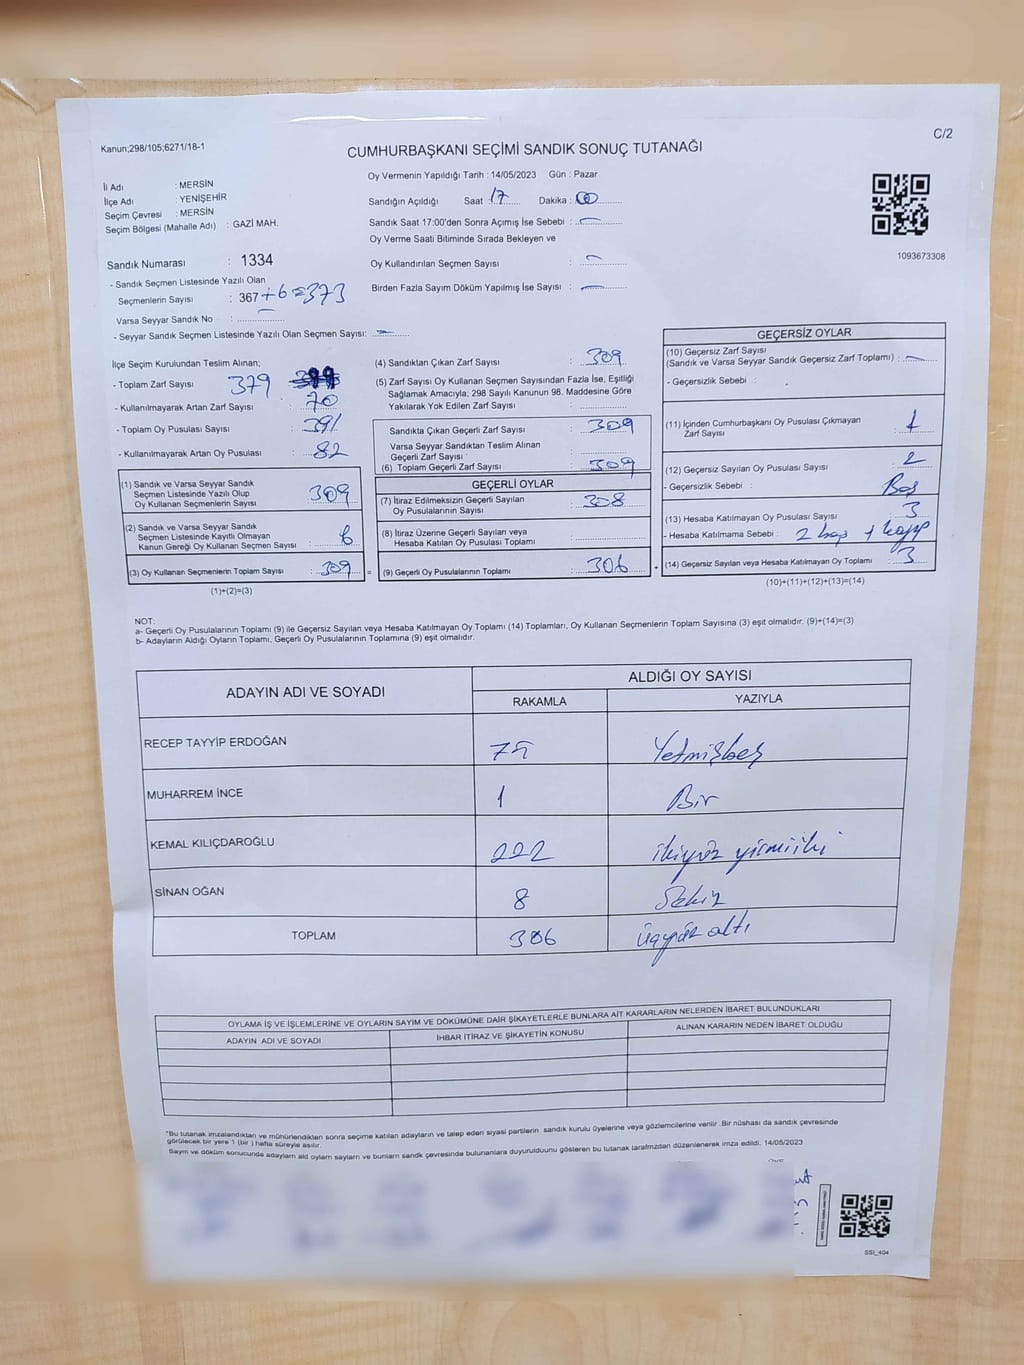 Kanun;298/105;6271/18-1
C/2
CUMHURBAŞKANI SEÇİMİ SANDIK SONUÇ TUTANAĞI
Oy Vermenin Yapıldığı Tarih : 14/05/2023 Gün : Pazar
İl Adı : MERSİN
İlçe Adı : YENİŞEHİR
Seçim Çevresi : MERSİN
Seçim Bölgesi (Mahalle Adı) : GAZİ MAH.
Sandığın Açıldığı Saat : 17 Dakika : 00
Sandık Saat 17:00'den Sonra Açımış İse Sebebi : —
Oy Verme Saati Bitiminde Sırada Bekleyen ve
Oy Kullandırılan Seçmen Sayısı : —
Birden Fazla Sayım Döküm Yapılmış İse Sayısı : —
1093673308
Sandık Numarası : 1334
- Sandık Seçmen Listesinde Yazılı Olan
Seçmenlerin Sayısı : 367 +6=373
Varsa Seyyar Sandık No : —
- Seyyar Sandık Seçmen Listesinde Yazılı Olan Seçmen Sayısı: —
İlçe Seçim Kurulundan Teslim Alınan;
- Toplam Zarf Sayısı 379
- Kullanılmayarak Artan Zarf Sayısı : 70
- Toplam Oy Pusulası Sayısı : 391
- Kullanılmayarak Artan Oy Pusulası : 82
(1) Sandık ve Varsa Seyyar Sandık
Seçmen Listesinde Yazılı Olup
Oy Kullanan Seçmenlerin Sayısı : 309
(2) Sandık ve Varsa Seyyar Sandık
Seçmen Listesinde Kayıtlı Olmayan
Kanun Gereği Oy Kullanan Seçmen Sayısı : 6
(3) Oy Kullanan Seçmenlerin Toplam Sayısı : 309 =
(1)+(2)=(3)
(4) Sandıktan Çıkan Zarf Sayısı : 309
(5) Zarf Sayısı Oy Kullanan Seçmen Sayısından Fazla İse, Eşitliği
Sağlamak Amacıyla; 298 Sayılı Kanunun 98. Maddesine Göre
Yakılarak Yok Edilen Zarf Sayısı :
Sandıkta Çıkan Geçerli Zarf Sayısı : 309
Varsa Seyyar Sandıktan Teslim Alınan
Geçerli Zarf Sayısı :
(6) Toplam Geçerli Zarf Sayısı : 309
GEÇERLİ OYLAR
(7) İtiraz Edilmeksizin Geçerli Sayılan
Oy Pusulalarının Sayısı : 308
(8) İtiraz Üzerine Geçerli Sayılan veya
Hesaba Katılan Oy Pusulası Toplamı :
(9) Geçerli Oy Pusulalarının Toplamı : 306 +
GEÇERSİZ OYLAR
(10) Geçersiz Zarf Sayısı
(Sandık ve Varsa Seyyar Sandık Geçersiz Zarf Toplamı) : —
- Geçersizlik Sebebi :
(11) İçinden Cumhurbaşkanı Oy Pusulası Çıkmayan
Zarf Sayısı : 1
(12) Geçersiz Sayılan Oy Pusulası Sayısı : 2
- Geçersizlik Sebebi : Boş
(13) Hesaba Katılmayan Oy Pusulası Sayısı : 3
- Hesaba Katılmama Sebebi : 2 boş +
(14) Geçersiz Sayılan veya Hesaba Katılmayan Oy Toplamı : 3
(10)+(11)+(12)+(13)=(14)
NOT:
a- Geçerli Oy Pusulalarının Toplamı (9) ile Geçersiz Sayılan veya Hesaba Katılmayan Oy Toplamı (14) Toplamları, Oy Kullanan Seçmenlerin Toplam Sayısına (3) eşit olmalıdır. (9)+(14)=(3)
b- Adayların Aldığı Oyların Toplamı, Geçerli Oy Pusulalarının Toplamına (9) eşit olmalıdır.
ADAYIN ADI VE SOYADI
ALDIĞI OY SAYISI
RAKAMLA YAZIYLA
RECEP TAYYİP ERDOĞAN 75 Yetmişbeş
MUHARREM İNCE 1 Bir
KEMAL KILIÇDAROĞLU 222 ikiyüz yirmiiki
SİNAN OĞAN 8 Sekiz
TOPLAM 306 üçyüz altı
OYLAMA İŞ VE İŞLEMLERİNE VE OYLARIN SAYIM VE DÖKÜMÜNE DAİR ŞİKAYETLERLE BUNLARA AİT KARARLARIN NELERDEN İBARET BULUNDUKLARI
ADAYIN ADI VE SOYADI İHBAR İTİRAZ VE ŞİKAYETİN KONUSU ALINAN KARARIN NEDEN İBARET OLDUĞU
"Bu tutanak imzalandıktan ve mühürlendikten sonra seçime katılan adayların ve talep eden siyasi partilerin sandık kurulu üyelerine veya gözlemcilerine verilir .Bir nüshası da sandık çevresinde
görülecek bir yere 1 (bir ) hafta süreyle asılır.
Sayım ve döküm sonucunda adayların ald oyların sayların ve bunların sandk çevresinde bulunanlara duyurulduunu gösteren bu tutanak tarafmzdan düzenlenerek imza edildi. 14/05/2023
SSI_404